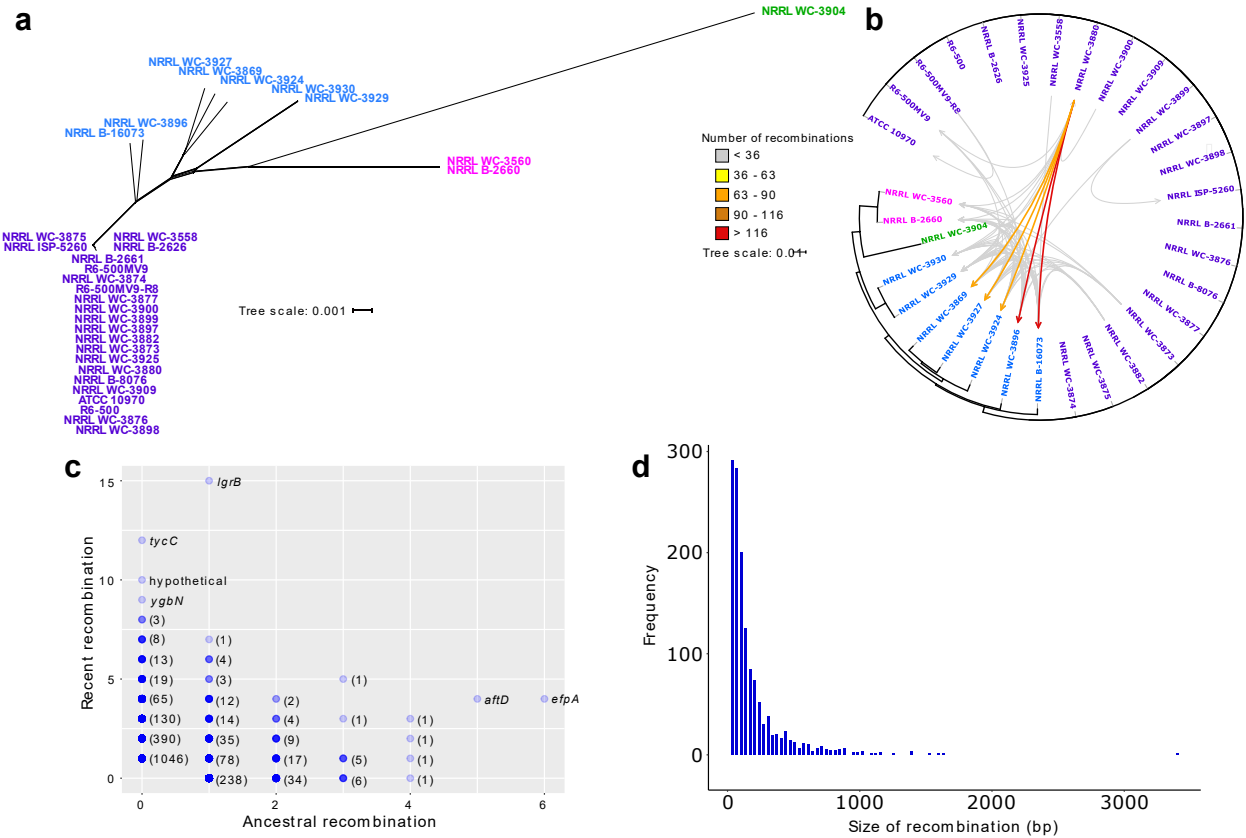 a
NRRL WC-3904
NRRL WC-3927
NRRL WC-3869
NRRL WC-3924
NRRL WC-3930
NRRL WC-3929
NRRL WC-3896
NRRL B-16073
NRRL WC-3560
NRRL B-2660
NRRL WC-3875 NRRL WC-3558
NRRL ISP-5260 NRRL B-2626
NRRL B-2661
R6-500MV9
NRRL WC-3874
R6-500MV9-R8
NRRL WC-3877
NRRL WC-3900
NRRL WC-3899
NRRL WC-3897
NRRL WC-3882
NRRL WC-3873
NRRL WC-3925
NRRL WC-3880
NRRL B-8076
NRRL WC-3909
ATCC 10970
R6-500
NRRL WC-3876
NRRL WC-3898
Tree scale: 0.001
b
Number of recombinations
< 36
36 - 63
63 - 90
90 - 116
> 116
Tree scale: 0.01
ATCC 10970
R6-500MV9
R6-500MV9-R8
R6-500
NRRL B-2626
NRRL WC-3925
NRRL WC-3558
NRRL WC-3880
NRRL WC-3900
NRRL WC-3909
NRRL WC-3899
NRRL WC-3897
NRRL WC-3898
NRRL ISP-5260
NRRL B-2661
NRRL WC-3876
NRRL B-8076
NRRL WC-3877
NRRL WC-3873
NRRL WC-3882
NRRL WC-3875
NRRL WC-3874
NRRL B-16073
NRRL WC-3896
NRRL WC-3924
NRRL WC-3927
NRRL WC-3869
NRRL WC-3929
NRRL WC-3930
NRRL WC-3904
NRRL B-2660
NRRL WC-3560
c
Recent recombination
15
10
5
0
lgrB
tycC
hypothetical
ygbN
(3)
(8) (1)
(13) (4)
(19) (3) (1)
(65) (12) (2) aftD efpA
(130) (14) (4) (1) (1)
(390) (35) (9) (1)
(1046) (78) (17) (5) (1)
(238) (34) (6) (1)
0 2 4 6
Ancestral recombination
d
Frequency
300
200
100
0
0 1000 2000 3000
Size of recombination (bp)